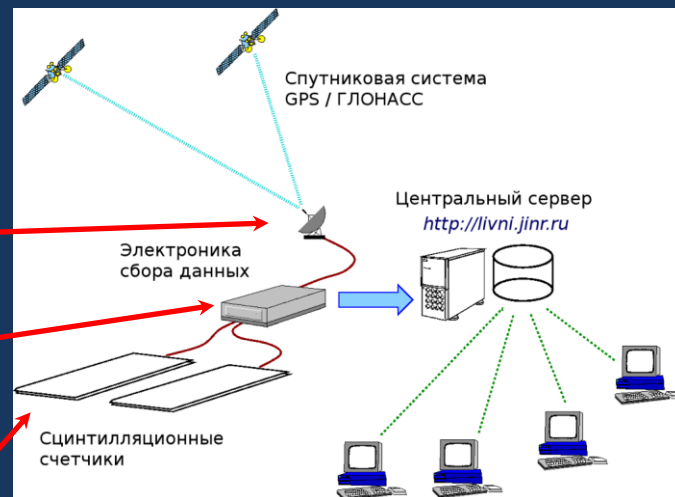 Спутниковая система
GPS / ГЛОНАСС
Центральный сервер
http://livni.jinr.ru
Электроника
сбора данных
Сцинтилляционные
счетчики